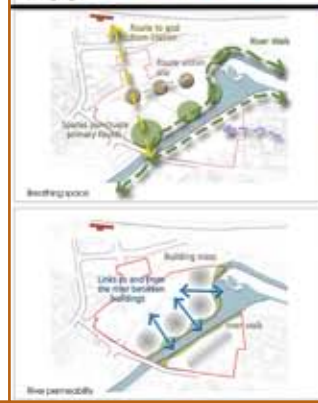 Route to and
from station
River Walk
Route within
site
Spaces punctuate
primary routes
Breathing space
Building mass
Links to and from
the river between
buildings
river walk
River permeability